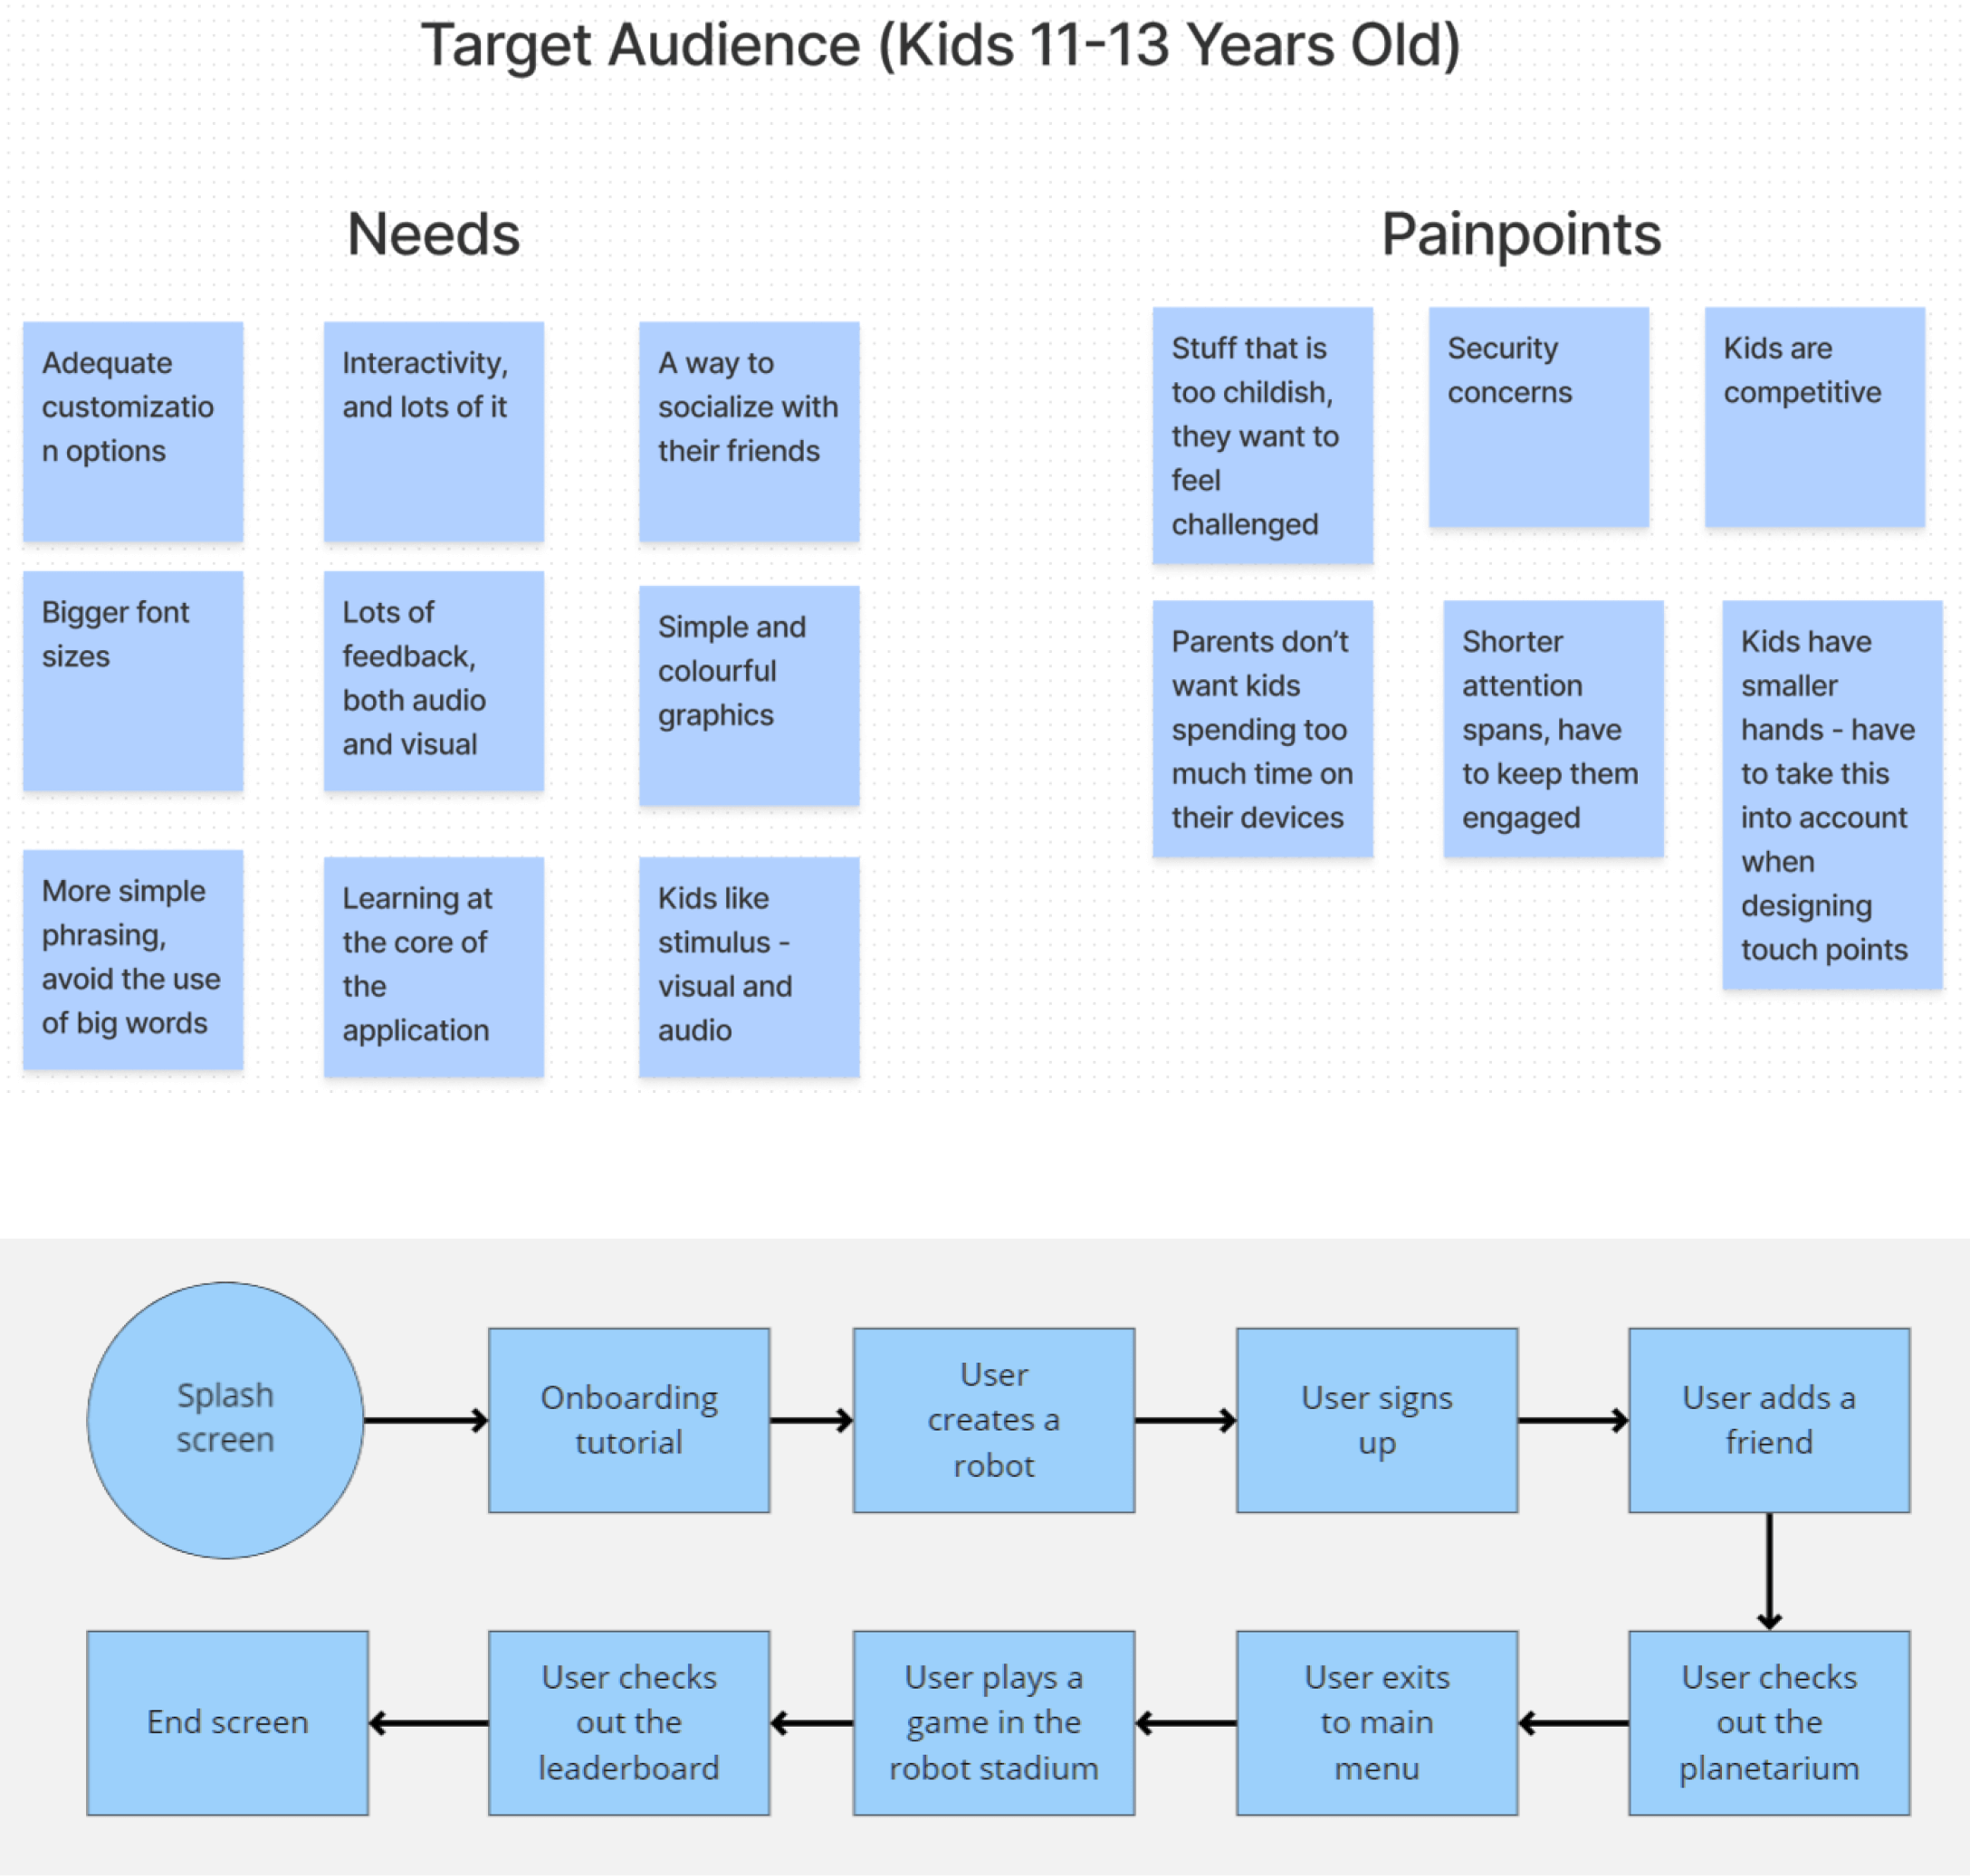 Target Audience (Kids 11-13 Years Old)
Needs
Painpoints
Adequate
customizatio
n options
Interactivity,
and lots of it
A way to
socialize with
their friends
Bigger font
sizes
Lots of
feedback,
both audio
and visual
Simple and
colourful
graphics
More simple
phrasing,
avoid the use
of big words
Learning at
the core of
the
application
Kids like
stimulus -
visual and
audio
Stuff that is
too childish,
they want to
feel
challenged
Security
concerns
Kids are
competitive
Parents don’t
want kids
spending too
much time on
their devices
Shorter
attention
spans, have
to keep them
engaged
Kids have
smaller
hands - have
to take this
into account
when
designing
touch points
Splash
screen
Onboarding
tutorial
User
creates a
robot
User signs
up
User adds a
friend
User checks
out the
planetarium
User exits
to main
menu
User plays a
game in the
robot stadium
User checks
out the
leaderboard
End screen